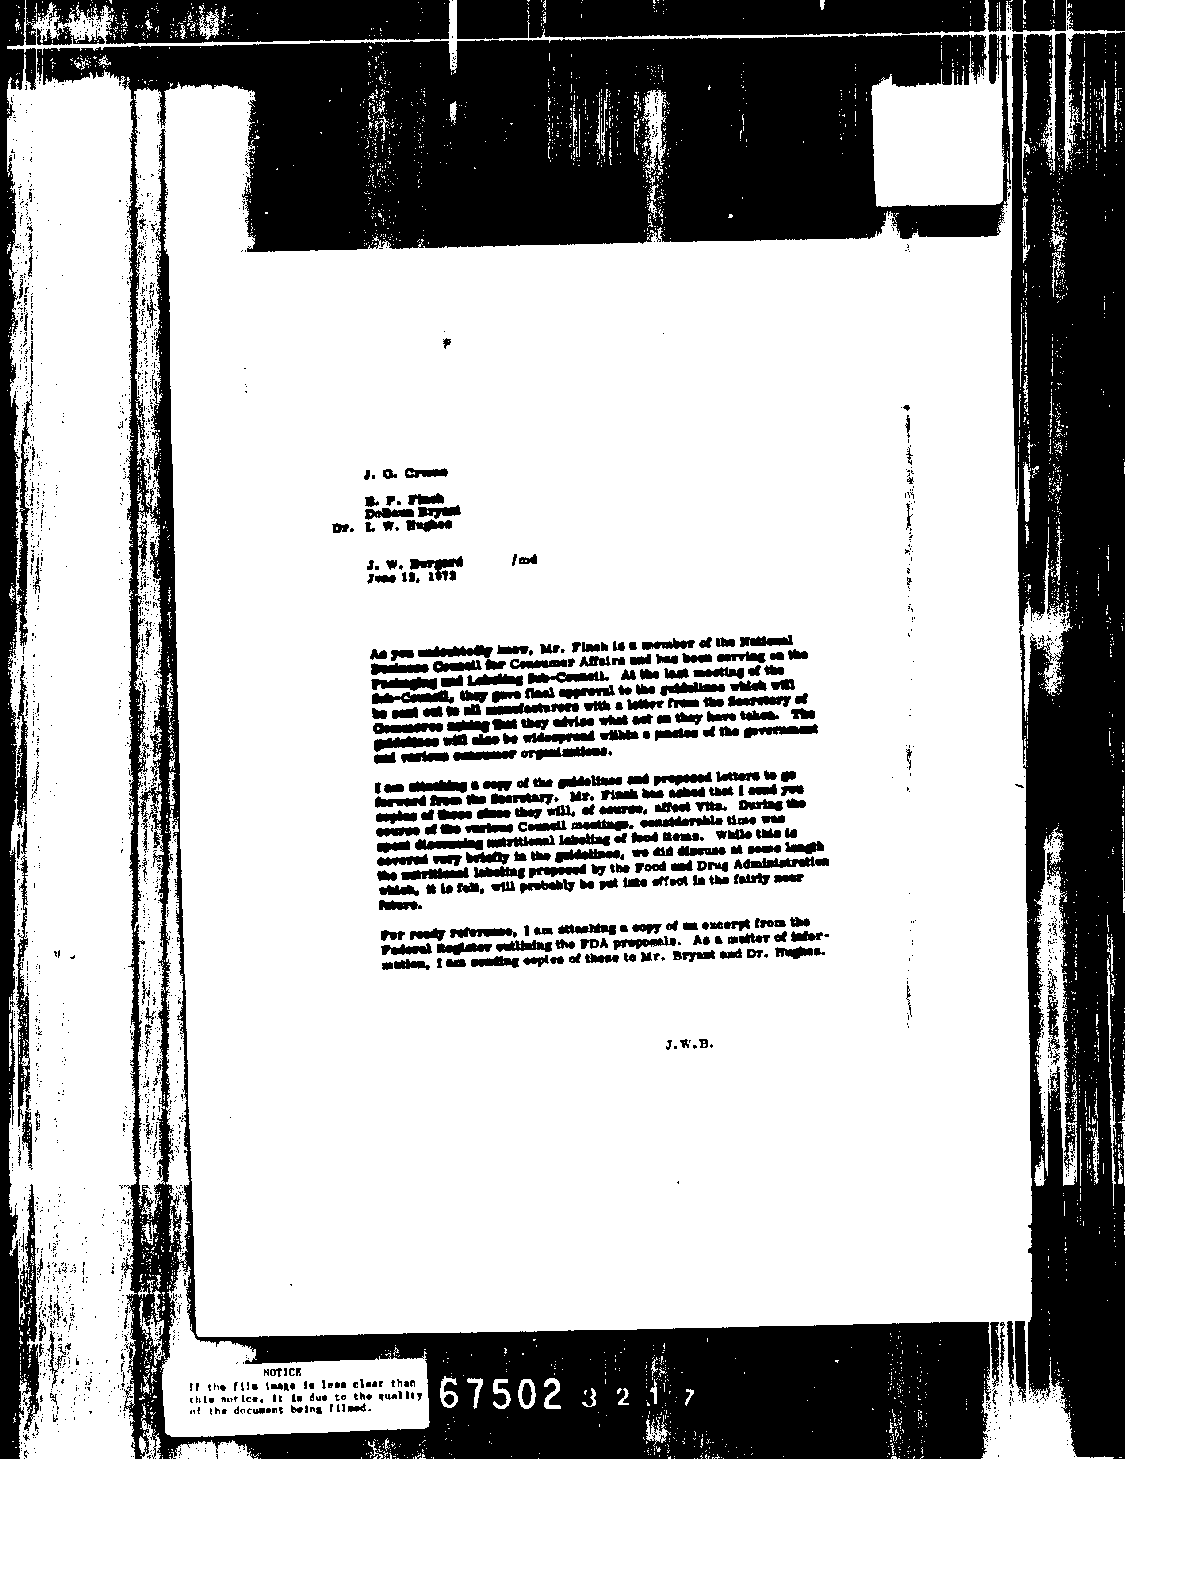 J. G. Crume
E. F. Finch
DeBaun Bryant
Dr. I. W. Hughes
J. W. Burgard /md
June 12, 1972
As you undoubtedly know, Mr. Finch is a member of the National
Business Council for Consumer Affairs and has been serving on the
Packaging and Labeling Sub-Council. At the last meeting of the
Sub-Council, they gave final approval to the guidelines which will
be sent out to all manufacturers with a letter from the Secretary of
Commerce asking that they advise what act on they have taken. The
guidelines will also be widespread within a gencies of the government
and various consumer organizations.
I am attaching a copy of the guidelines and proposed letters to go
forward from the Secretary. Mr. Finch has asked that I send you
copies of these since they will, of course, affect Vita. During the
course of the various Council meetings, considerable time was
spent discussing nutritional labeling of food items. While this is
covered very briefly in the guidelines, we did discuss at some length
the nutritional labeling proposed by the Food and Drug Administration
which, it is felt, will probably be put into effect in the fairly near
future.
For ready reference, I am attaching a copy of an excerpt from the
Federal Register outlining the FDA proposals. As a matter of infor-
mation, I am sending copies of these to Mr. Bryant and Dr. Hughes.
J.W.B.
NOTICE
If the film image is less clear than
this notice, it is due to the quality
of the document being filmed.
67502 3217